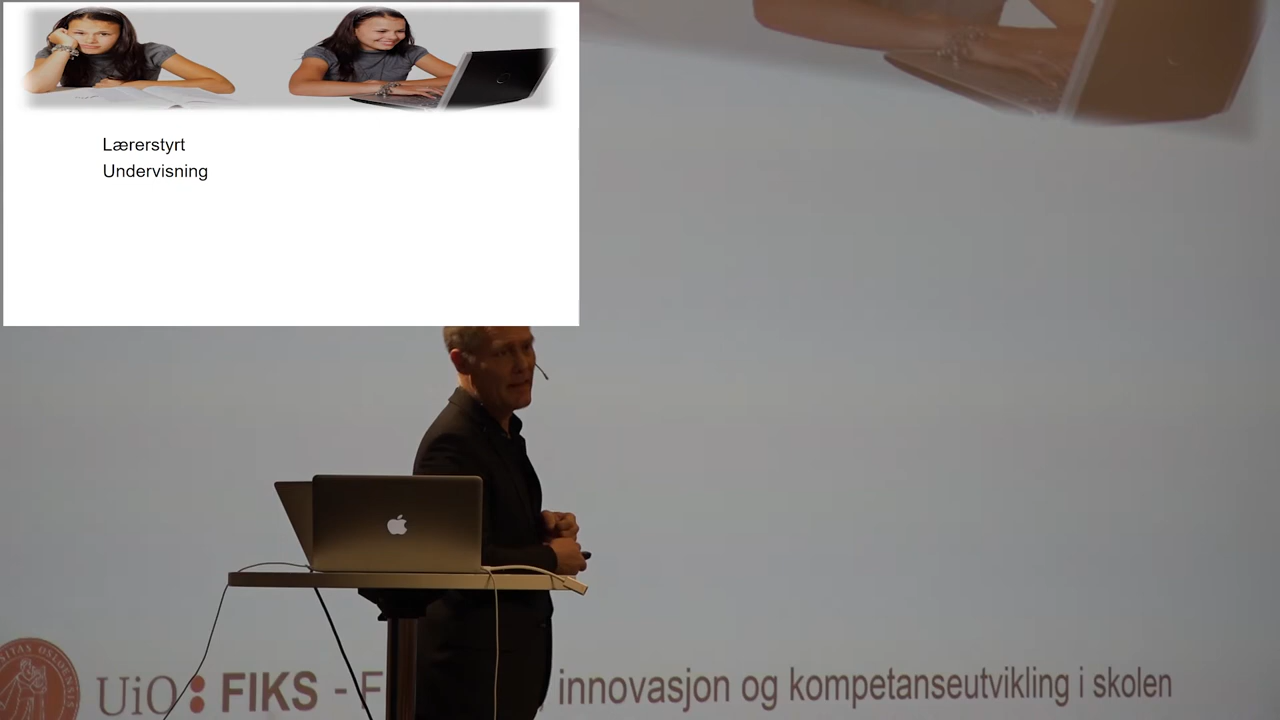 Lærerstyrt
Undervisning
UiO: FIKS - F , innovasjon og kompetanseutvikling i skolen